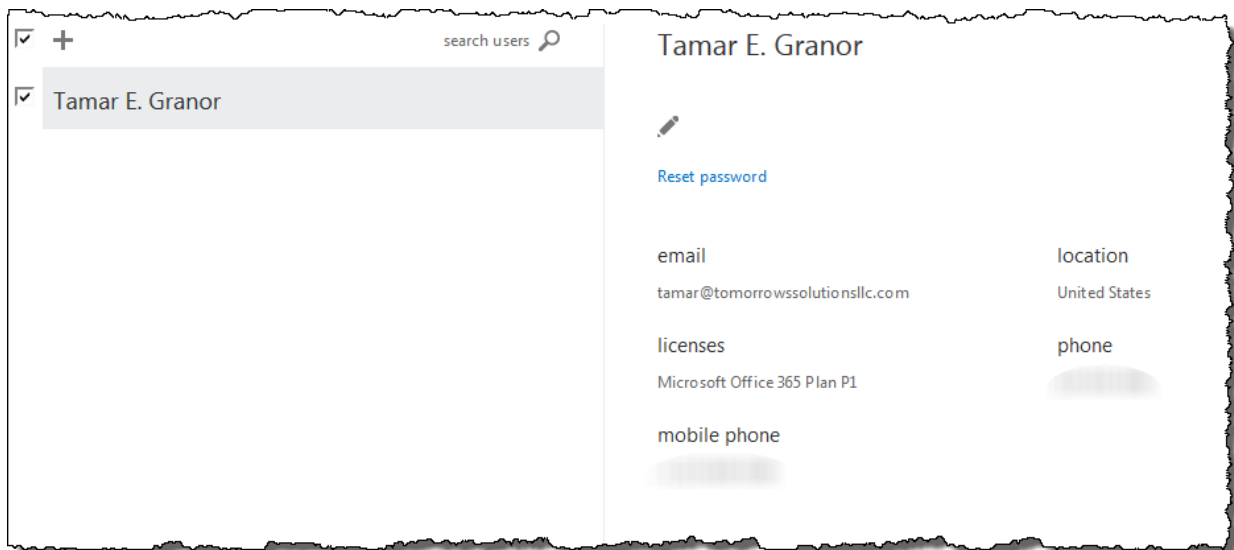 search users
Tamar E. Granor
Tamar E. Granor
Reset password
email
location
tamar@tomorrowssolutionsllc.com
United States
licenses
phone
Microsoft Office 365 Plan P1
mobile phone